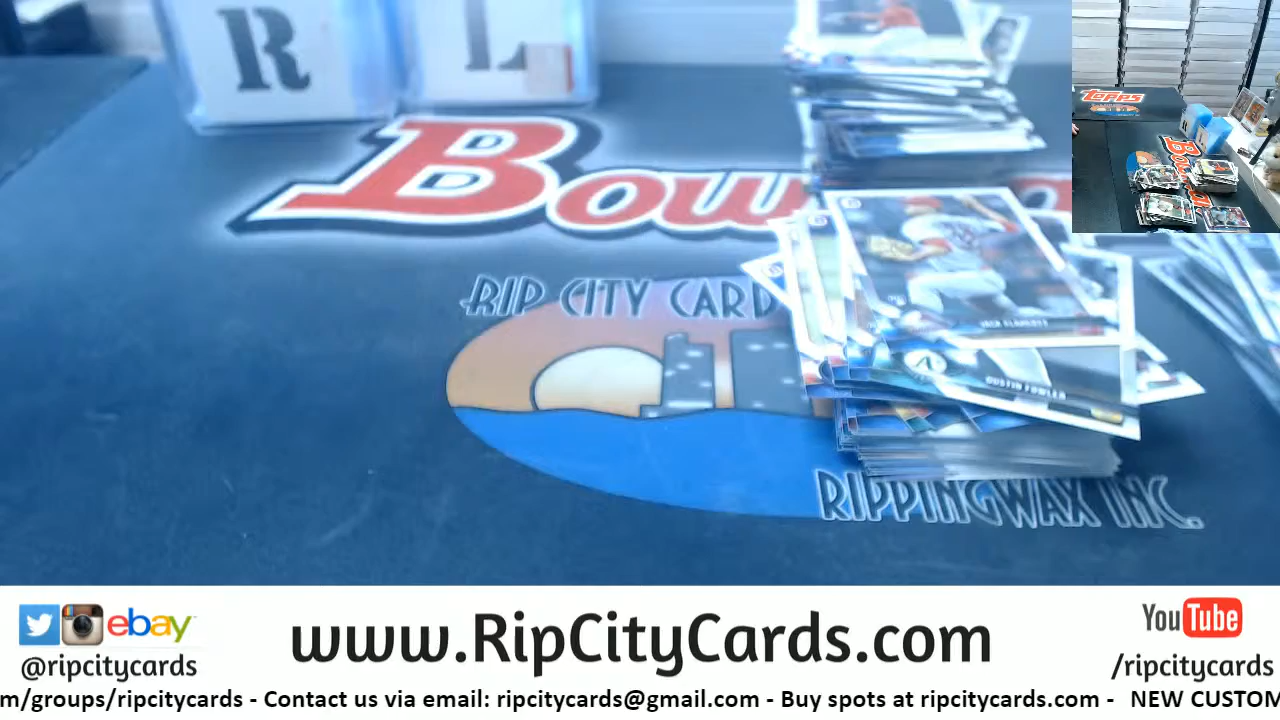 R L
TOPPS
Bow
RIP CITY CARD
JACK FLAHERTY
DUSTIN FOWLER
RIPPINGWAX INC.
ebay
www.RipCityCards.com
YouTube
@ripcitycards
/ripcitycards
m/groups/ripcitycards - Contact us via email: ripcitycards@gmail.com - Buy spots at ripcitycards.com - NEW CUSTOM